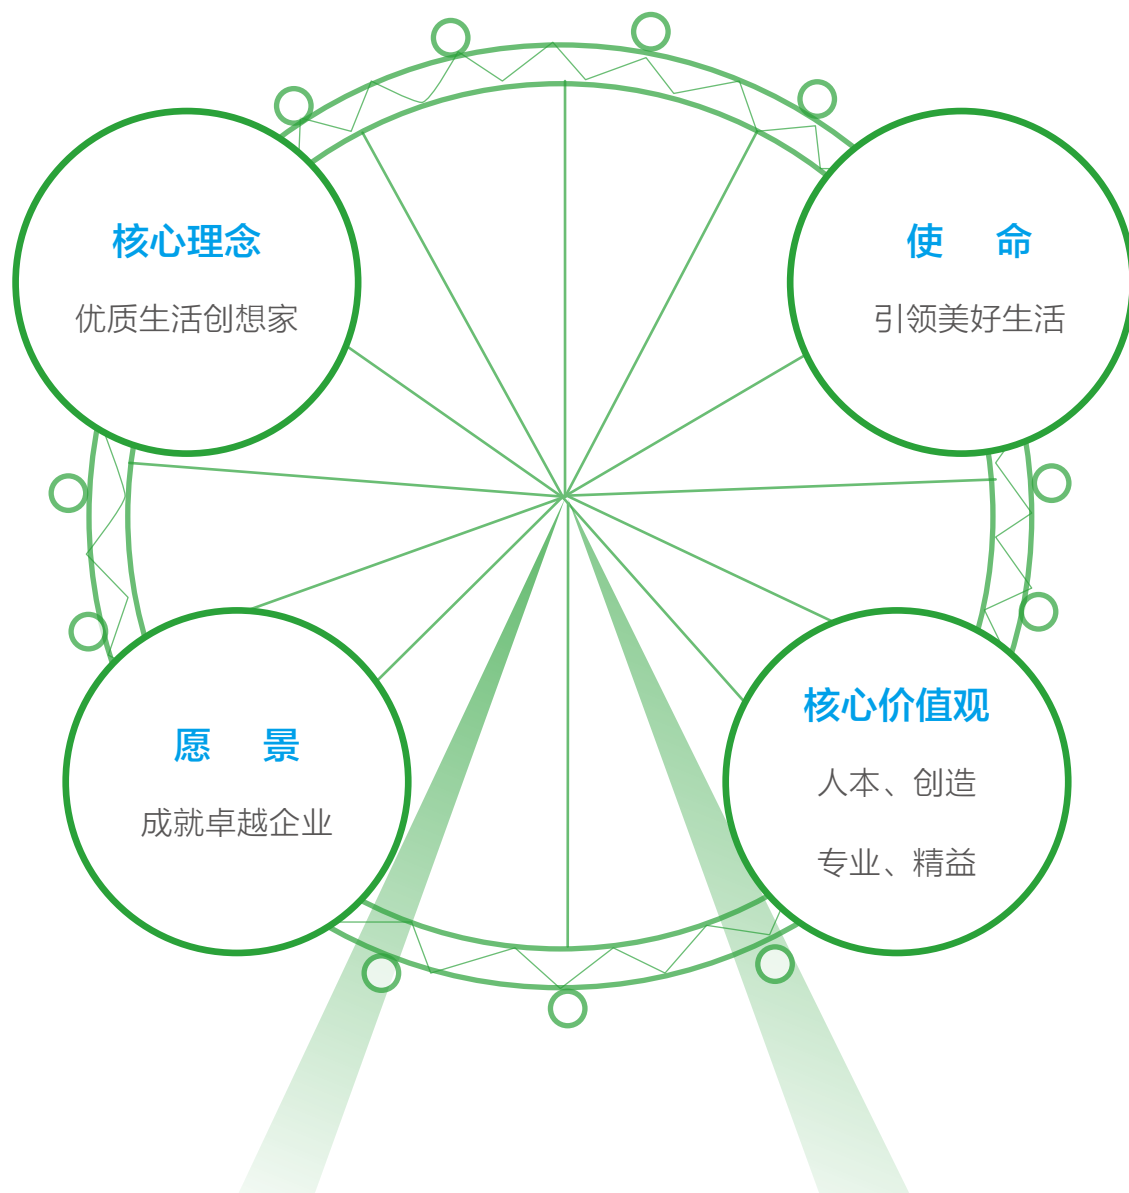 核心理念
优质生活创想家
使 命
引领美好生活
愿 景
成就卓越企业
核心价值观
人本、创造
专业、精益